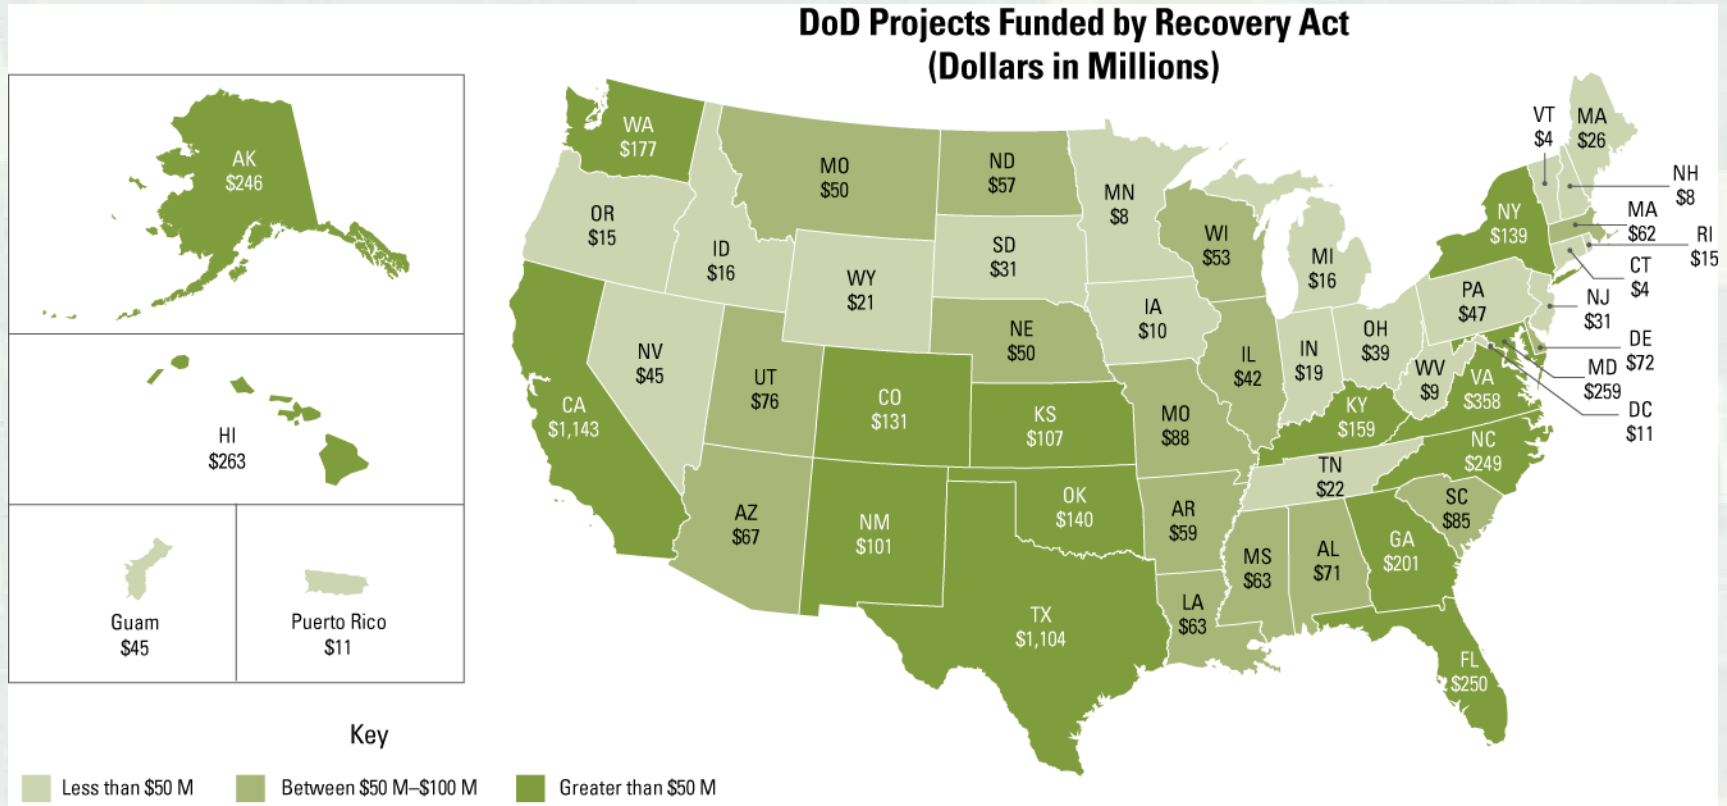 DoD Projects Funded by Recovery Act
(Dollars in Millions)
AK
$246
HI
$263
Guam
$45
Puerto Rico
$11
WA
$177
OR
$15
ID
$16
MO
$50
ND
$57
MN
$8
SD
$31
WY
$21
WI
$53
MI
$16
IA
$10
NE
$50
NV
$45
UT
$76
CO
$131
CA
$1,143
KS
$107
MO
$88
IL
$42
IN
$19
OH
$39
PA
$47
WV
$9
VA
$358
KY
$159
NC
$249
TN
$22
SC
$85
AZ
$67
NM
$101
OK
$140
AR
$59
MS
$63
AL
$71
GA
$201
LA
$63
TX
$1,104
FL
$250
NY
$139
VT
$4
MA
$26
NH
$8
MA
$62
RI
$15
CT
$4
NJ
$31
DE
$72
MD
$259
DC
$11
Key
Less than $50 M
Between $50 M–$100 M
Greater than $50 M